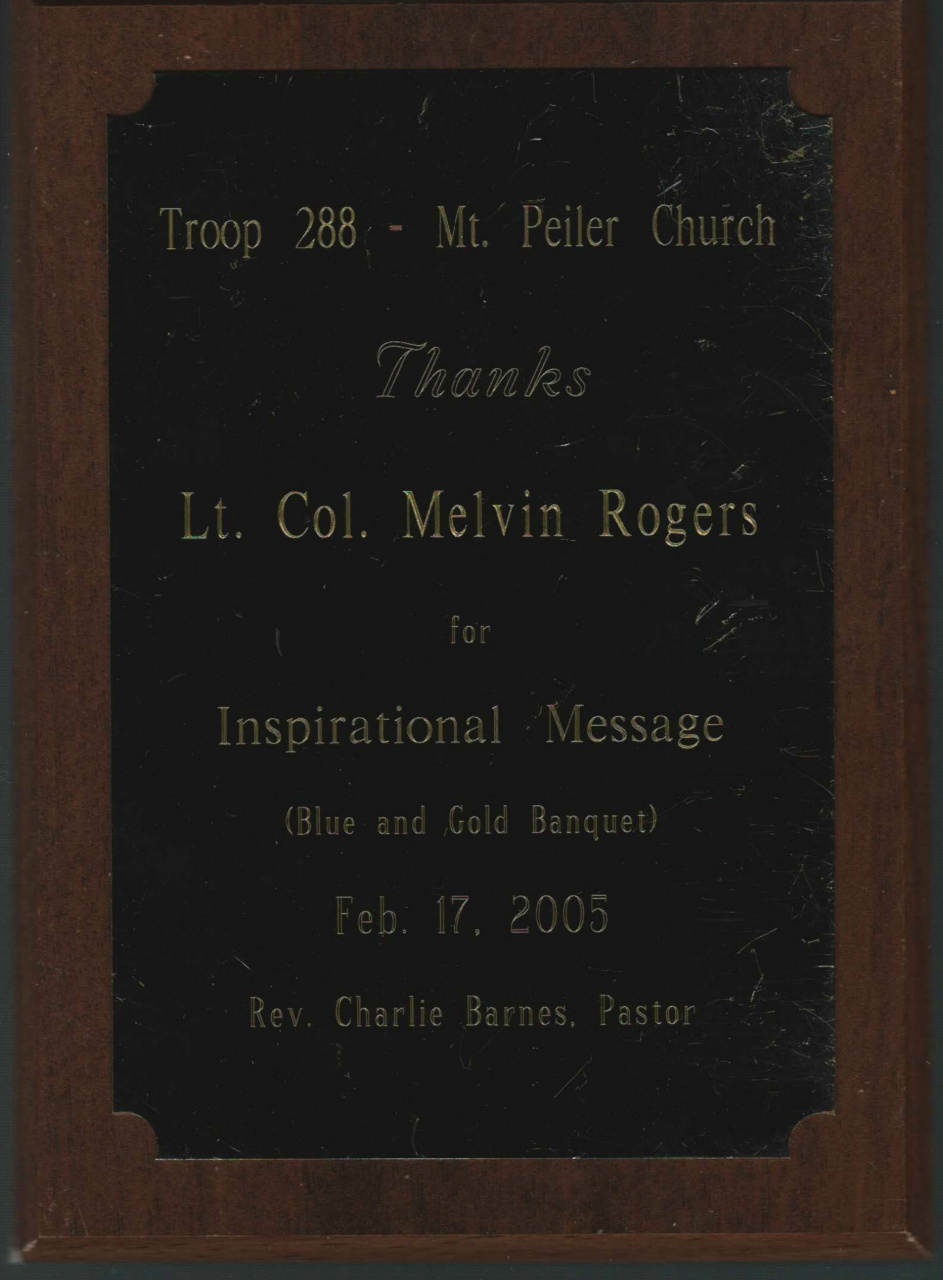 Troop 288 - Mt. Peiler Church
Thanks
Lt. Col. Melvin Rogers
for
Inspirational Message
(Blue and Gold Banquet)
Feb. 17, 2005
Rev. Charlie Barnes, Pastor